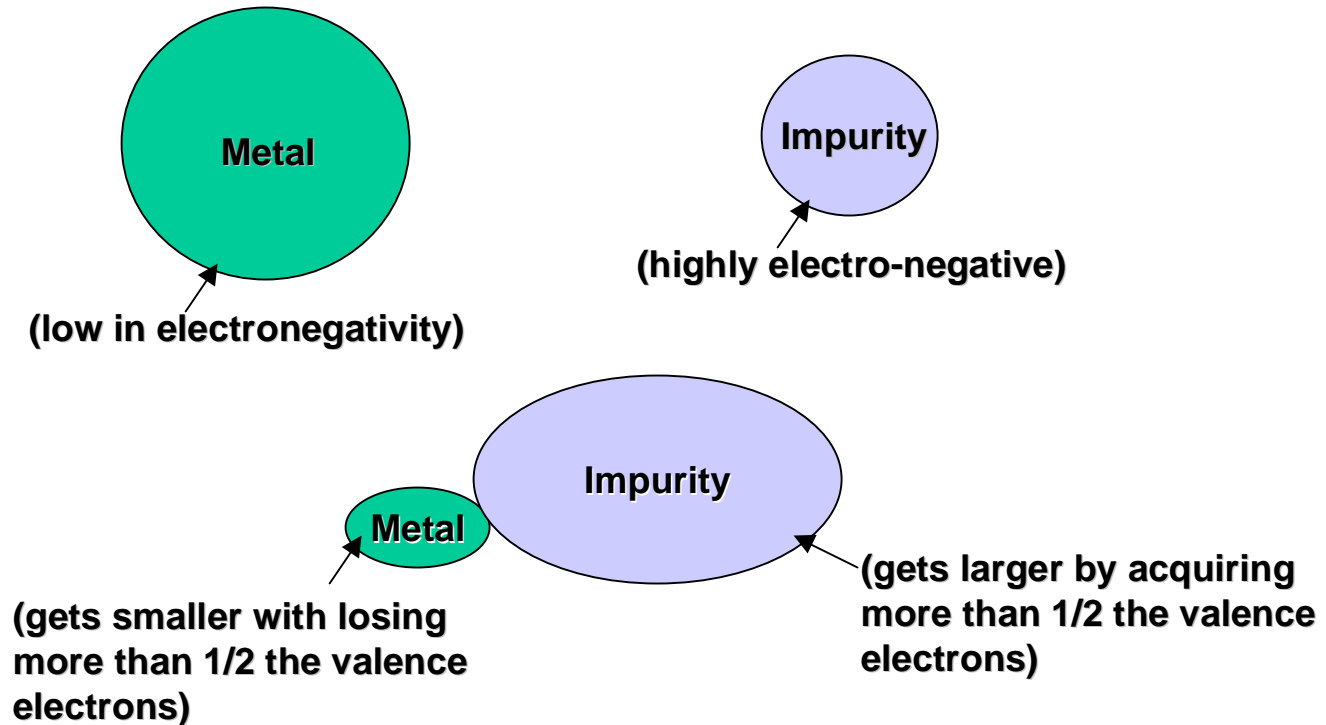 Metal
Impurity
(highly electro-negative)
(low in electronegativity)
Impurity
Metal
(gets larger by acquiring
more than 1/2 the valence
electrons)
(gets smaller with losing
more than 1/2 the valence
electrons)